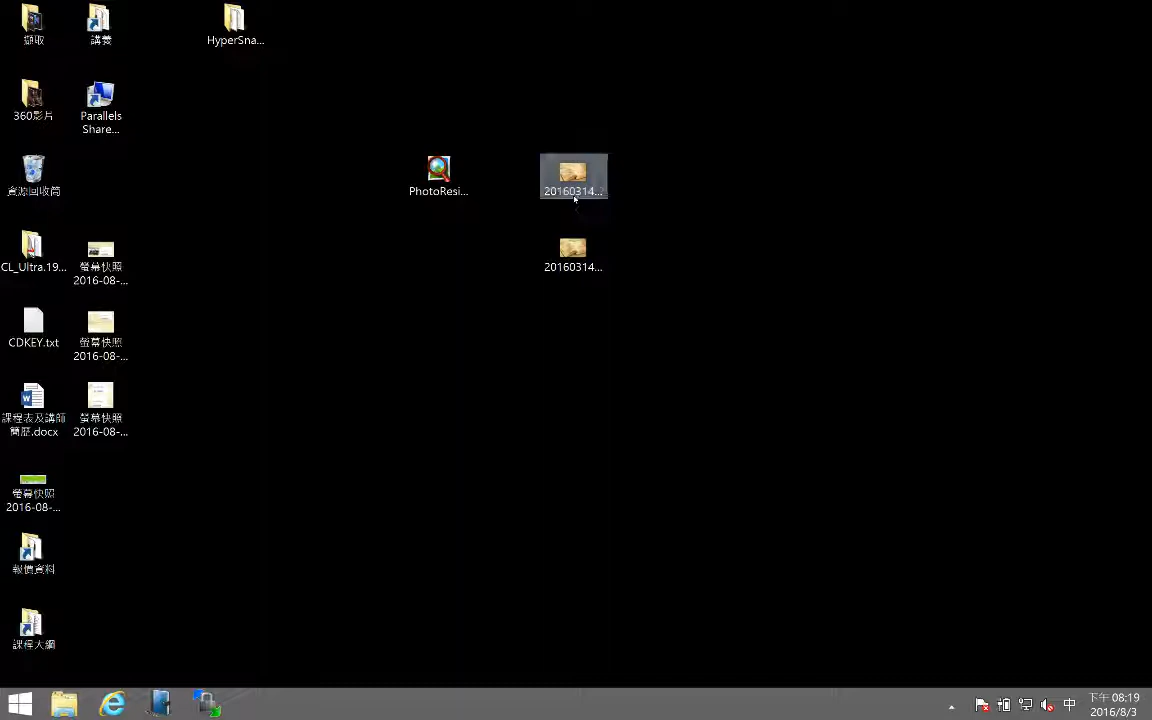 擷取
講義
HyperSna...
360影片
Parallels
Share...
資源回收筒
PhotoResi...
20160314...
CL_Ultra.19...
螢幕快照
2016-08-...
20160314...
CDKEY.txt
螢幕快照
2016-08-...
課程表及講師
簡歷.docx
螢幕快照
2016-08-...
螢幕快照
2016-08-...
報價資料
課程大綱
中
下午 08:19
2016/8/3